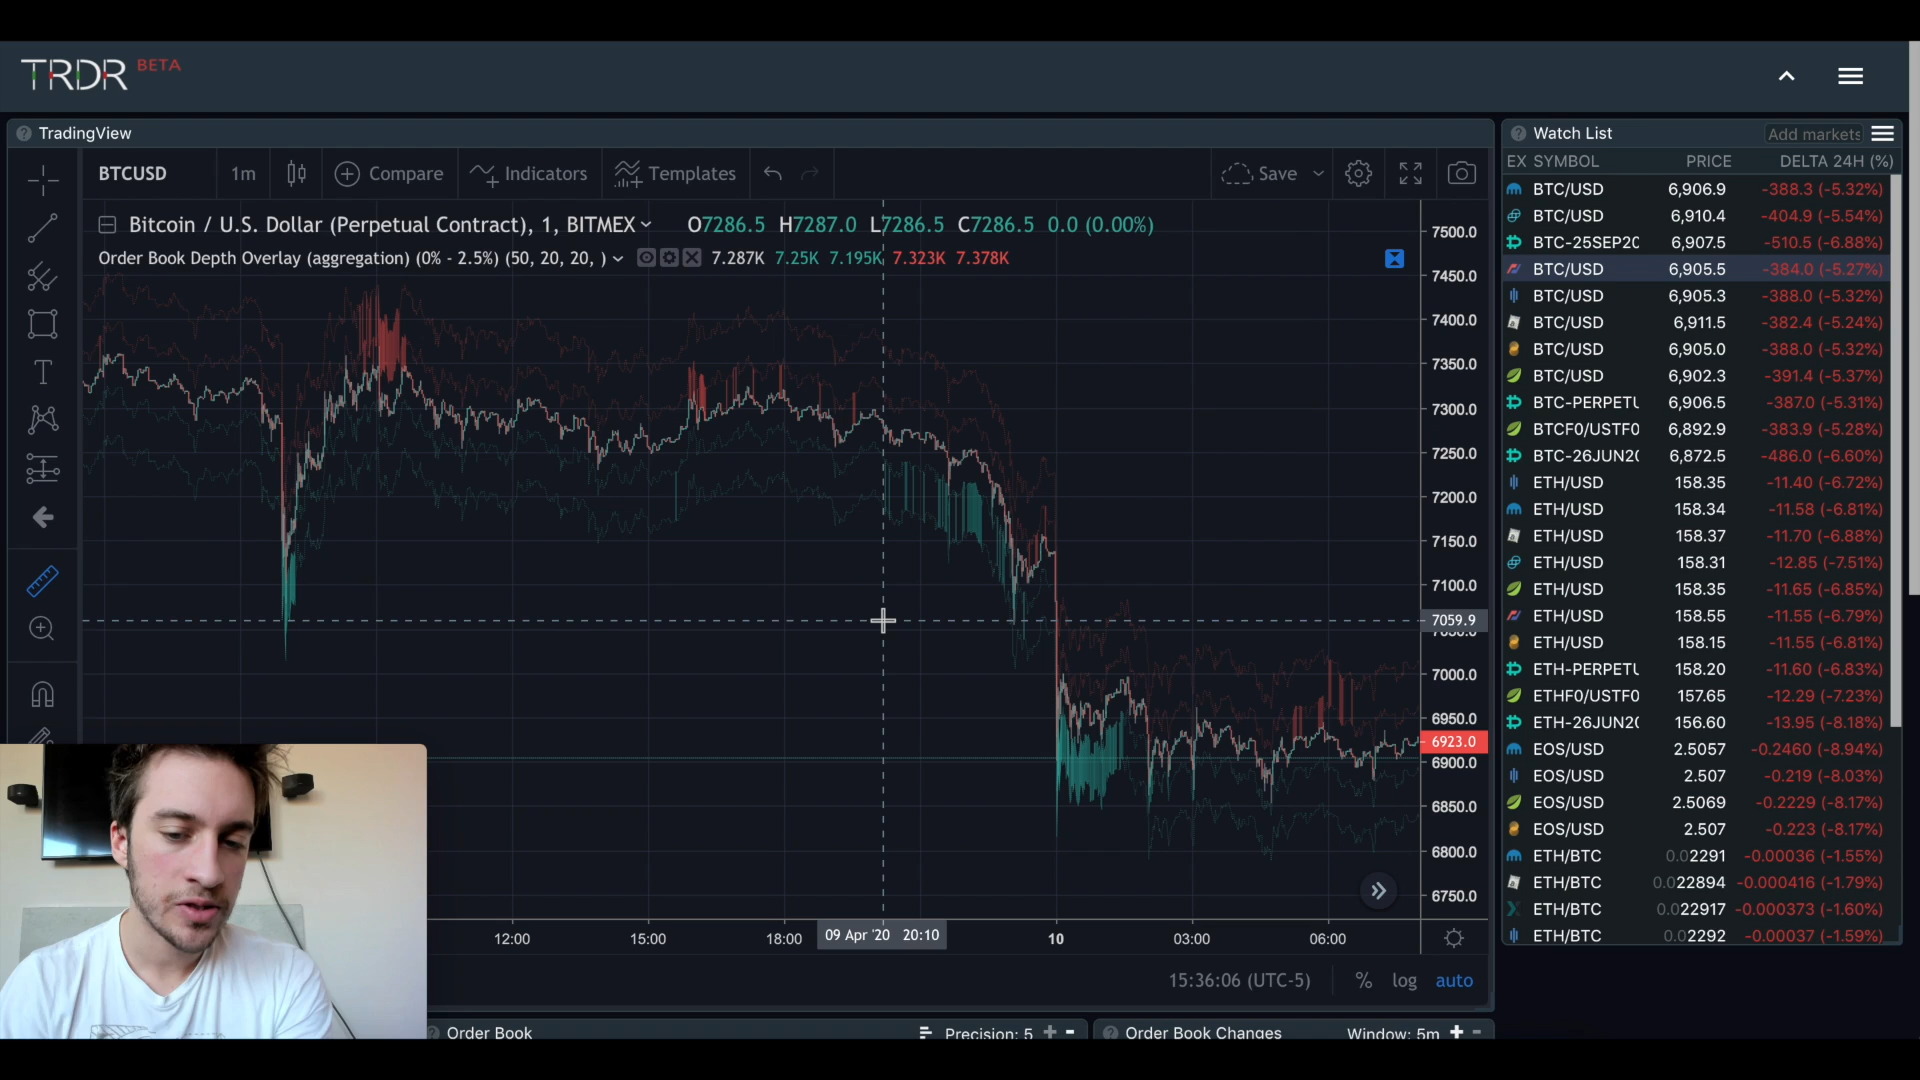 TRDR BETA
TradingView
BTCUSD 1m Compare Indicators Templates Save
Bitcoin / U.S. Dollar (Perpetual Contract), 1, BITMEX O7286.5 H7287.0 L7286.5 C7286.5 0.0 (0.00%)
Order Book Depth Overlay (aggregation) (0% - 2.5%) (50, 20, 20, ) 7.287K 7.25K 7.195K 7.323K 7.378K
7500.0
7450.0
7400.0
7350.0
7300.0
7250.0
7200.0
7150.0
7100.0
7059.9
7050.0
7000.0
6950.0
6923.0
6900.0
6850.0
6800.0
6750.0
12:00 15:00 18:00 09 Apr '20 20:10 10 03:00 06:00
15:36:06 (UTC-5) % log auto
Order Book Precision: 5 + -
Order Book Changes Window: 5m + -
Watch List Add markets
EX SYMBOL PRICE DELTA 24H (%)
BTC/USD 6,906.9 -388.3 (-5.32%)
BTC/USD 6,910.4 -404.9 (-5.54%)
BTC-25SEP20 6,907.5 -510.5 (-6.88%)
BTC/USD 6,905.5 -384.0 (-5.27%)
BTC/USD 6,905.3 -388.0 (-5.32%)
BTC/USD 6,911.5 -382.4 (-5.24%)
BTC/USD 6,905.0 -388.0 (-5.32%)
BTC/USD 6,902.3 -391.4 (-5.37%)
BTC-PERPETU 6,906.5 -387.0 (-5.31%)
BTCF0/USTF0 6,892.9 -383.9 (-5.28%)
BTC-26JUN20 6,872.5 -486.0 (-6.60%)
ETH/USD 158.35 -11.40 (-6.72%)
ETH/USD 158.34 -11.58 (-6.81%)
ETH/USD 158.37 -11.70 (-6.88%)
ETH/USD 158.31 -12.85 (-7.51%)
ETH/USD 158.35 -11.65 (-6.85%)
ETH/USD 158.55 -11.55 (-6.79%)
ETH/USD 158.15 -11.55 (-6.81%)
ETH-PERPETU 158.20 -11.60 (-6.83%)
ETHF0/USTF0 157.65 -12.29 (-7.23%)
ETH-26JUN20 156.60 -13.95 (-8.18%)
EOS/USD 2.5057 -0.2460 (-8.94%)
EOS/USD 2.507 -0.219 (-8.03%)
EOS/USD 2.5069 -0.2229 (-8.17%)
EOS/USD 2.507 -0.223 (-8.17%)
ETH/BTC 0.02291 -0.00036 (-1.55%)
ETH/BTC 0.022894 -0.000416 (-1.79%)
ETH/BTC 0.022917 -0.000373 (-1.60%)
ETH/BTC 0.02292 -0.00037 (-1.59%)